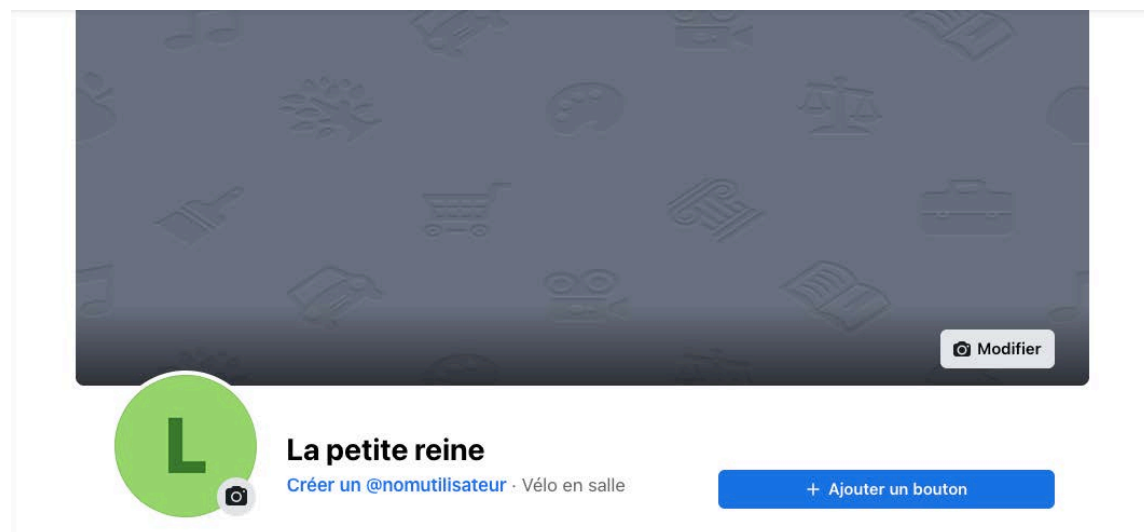 Modifier
L
La petite reine
Créer un @nomutilisateur · Vélo en salle
+ Ajouter un bouton